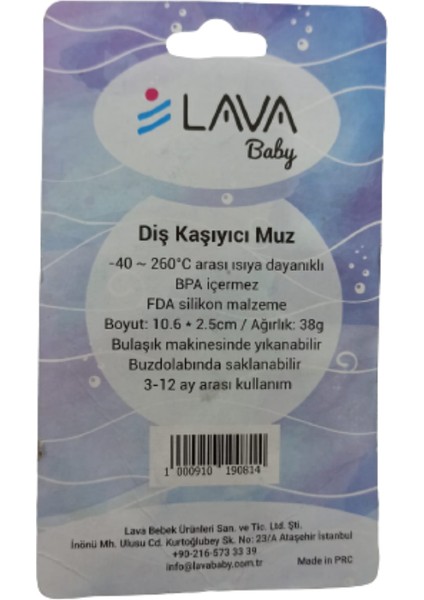 LAVA
Baby
Diş Kaşıyıcı Muz
-40 ~ 260°C arası ısıya dayanıklı
BPA içermez
FDA silikon malzeme
Boyut: 10.6 * 2.5cm / Ağırlık: 38g
Bulaşık makinesinde yıkanabilir
Buzdolabında saklanabilir
3-12 ay arası kullanım
1 000910 190814
Lava Bebek Ürünleri San. ve Tic. Ltd. Şti.
İnönü Mh. Ulusu Cd. Kurtoğlubey Sk. No: 23/A Ataşehir İstanbul
+90-216-573 33 39
info@lavababy.com.tr
Made in PRC